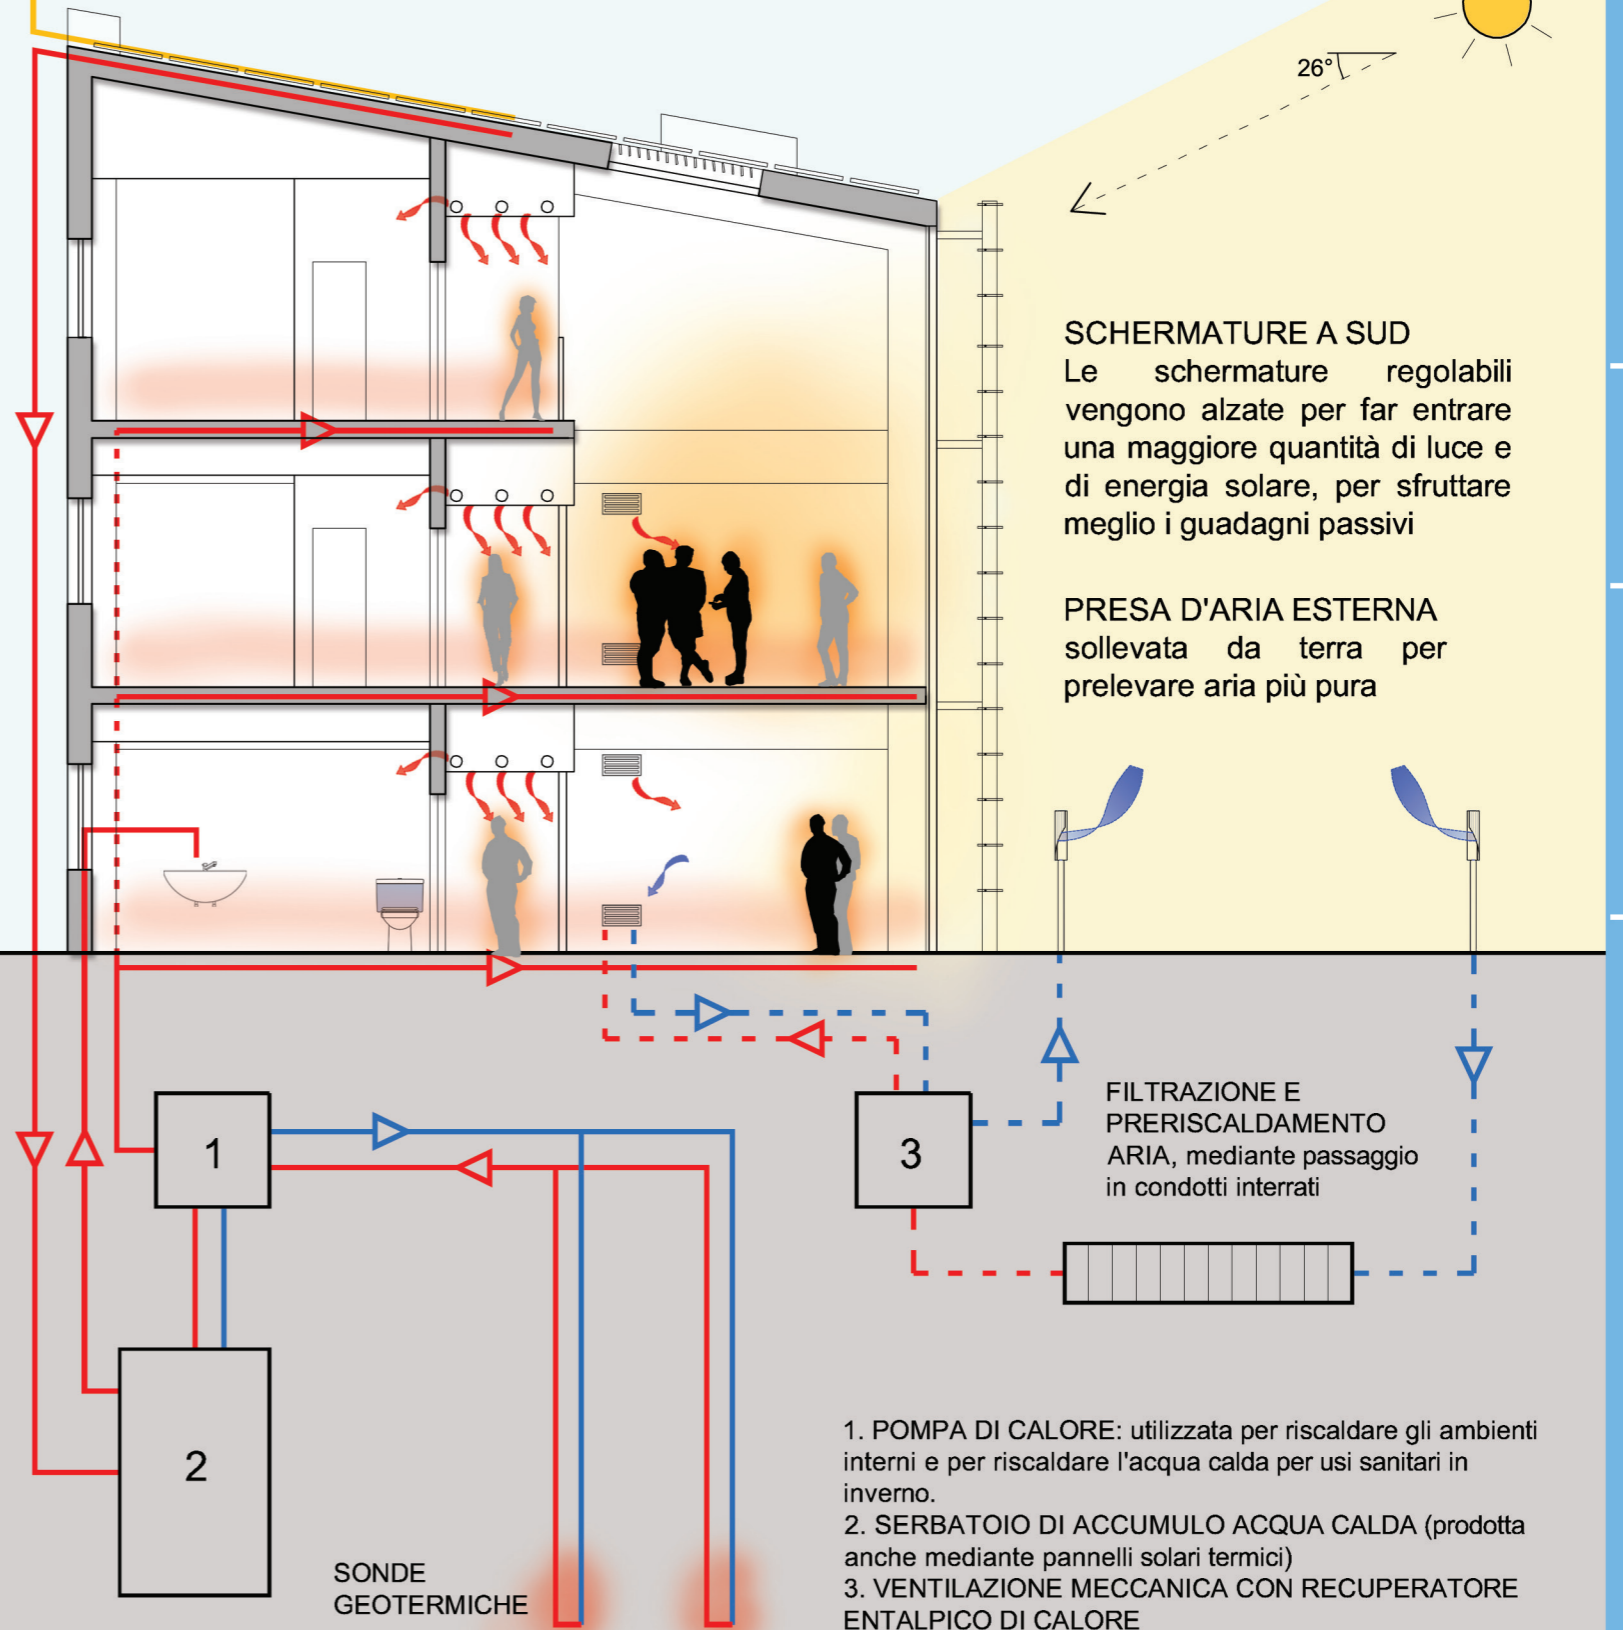 26°
SCHERMATURE A SUD
Le schermature regolabili
vengono alzate per far entrare
una maggiore quantità di luce e
di energia solare, per sfruttare
meglio i guadagni passivi
PRESA D'ARIA ESTERNA
sollevata da terra per
prelevare aria più pura
FILTRAZIONE E
PRERISCALDAMENTO
ARIA, mediante passaggio
in condotti interrati
1
3
2
SONDE
GEOTERMICHE
1. POMPA DI CALORE: utilizzata per riscaldare gli ambienti
interni e per riscaldare l'acqua calda per usi sanitari in
inverno.
2. SERBATOIO DI ACCUMULO ACQUA CALDA (prodotta
anche mediante pannelli solari termici)
3. VENTILAZIONE MECCANICA CON RECUPERATORE
ENTALPICO DI CALORE